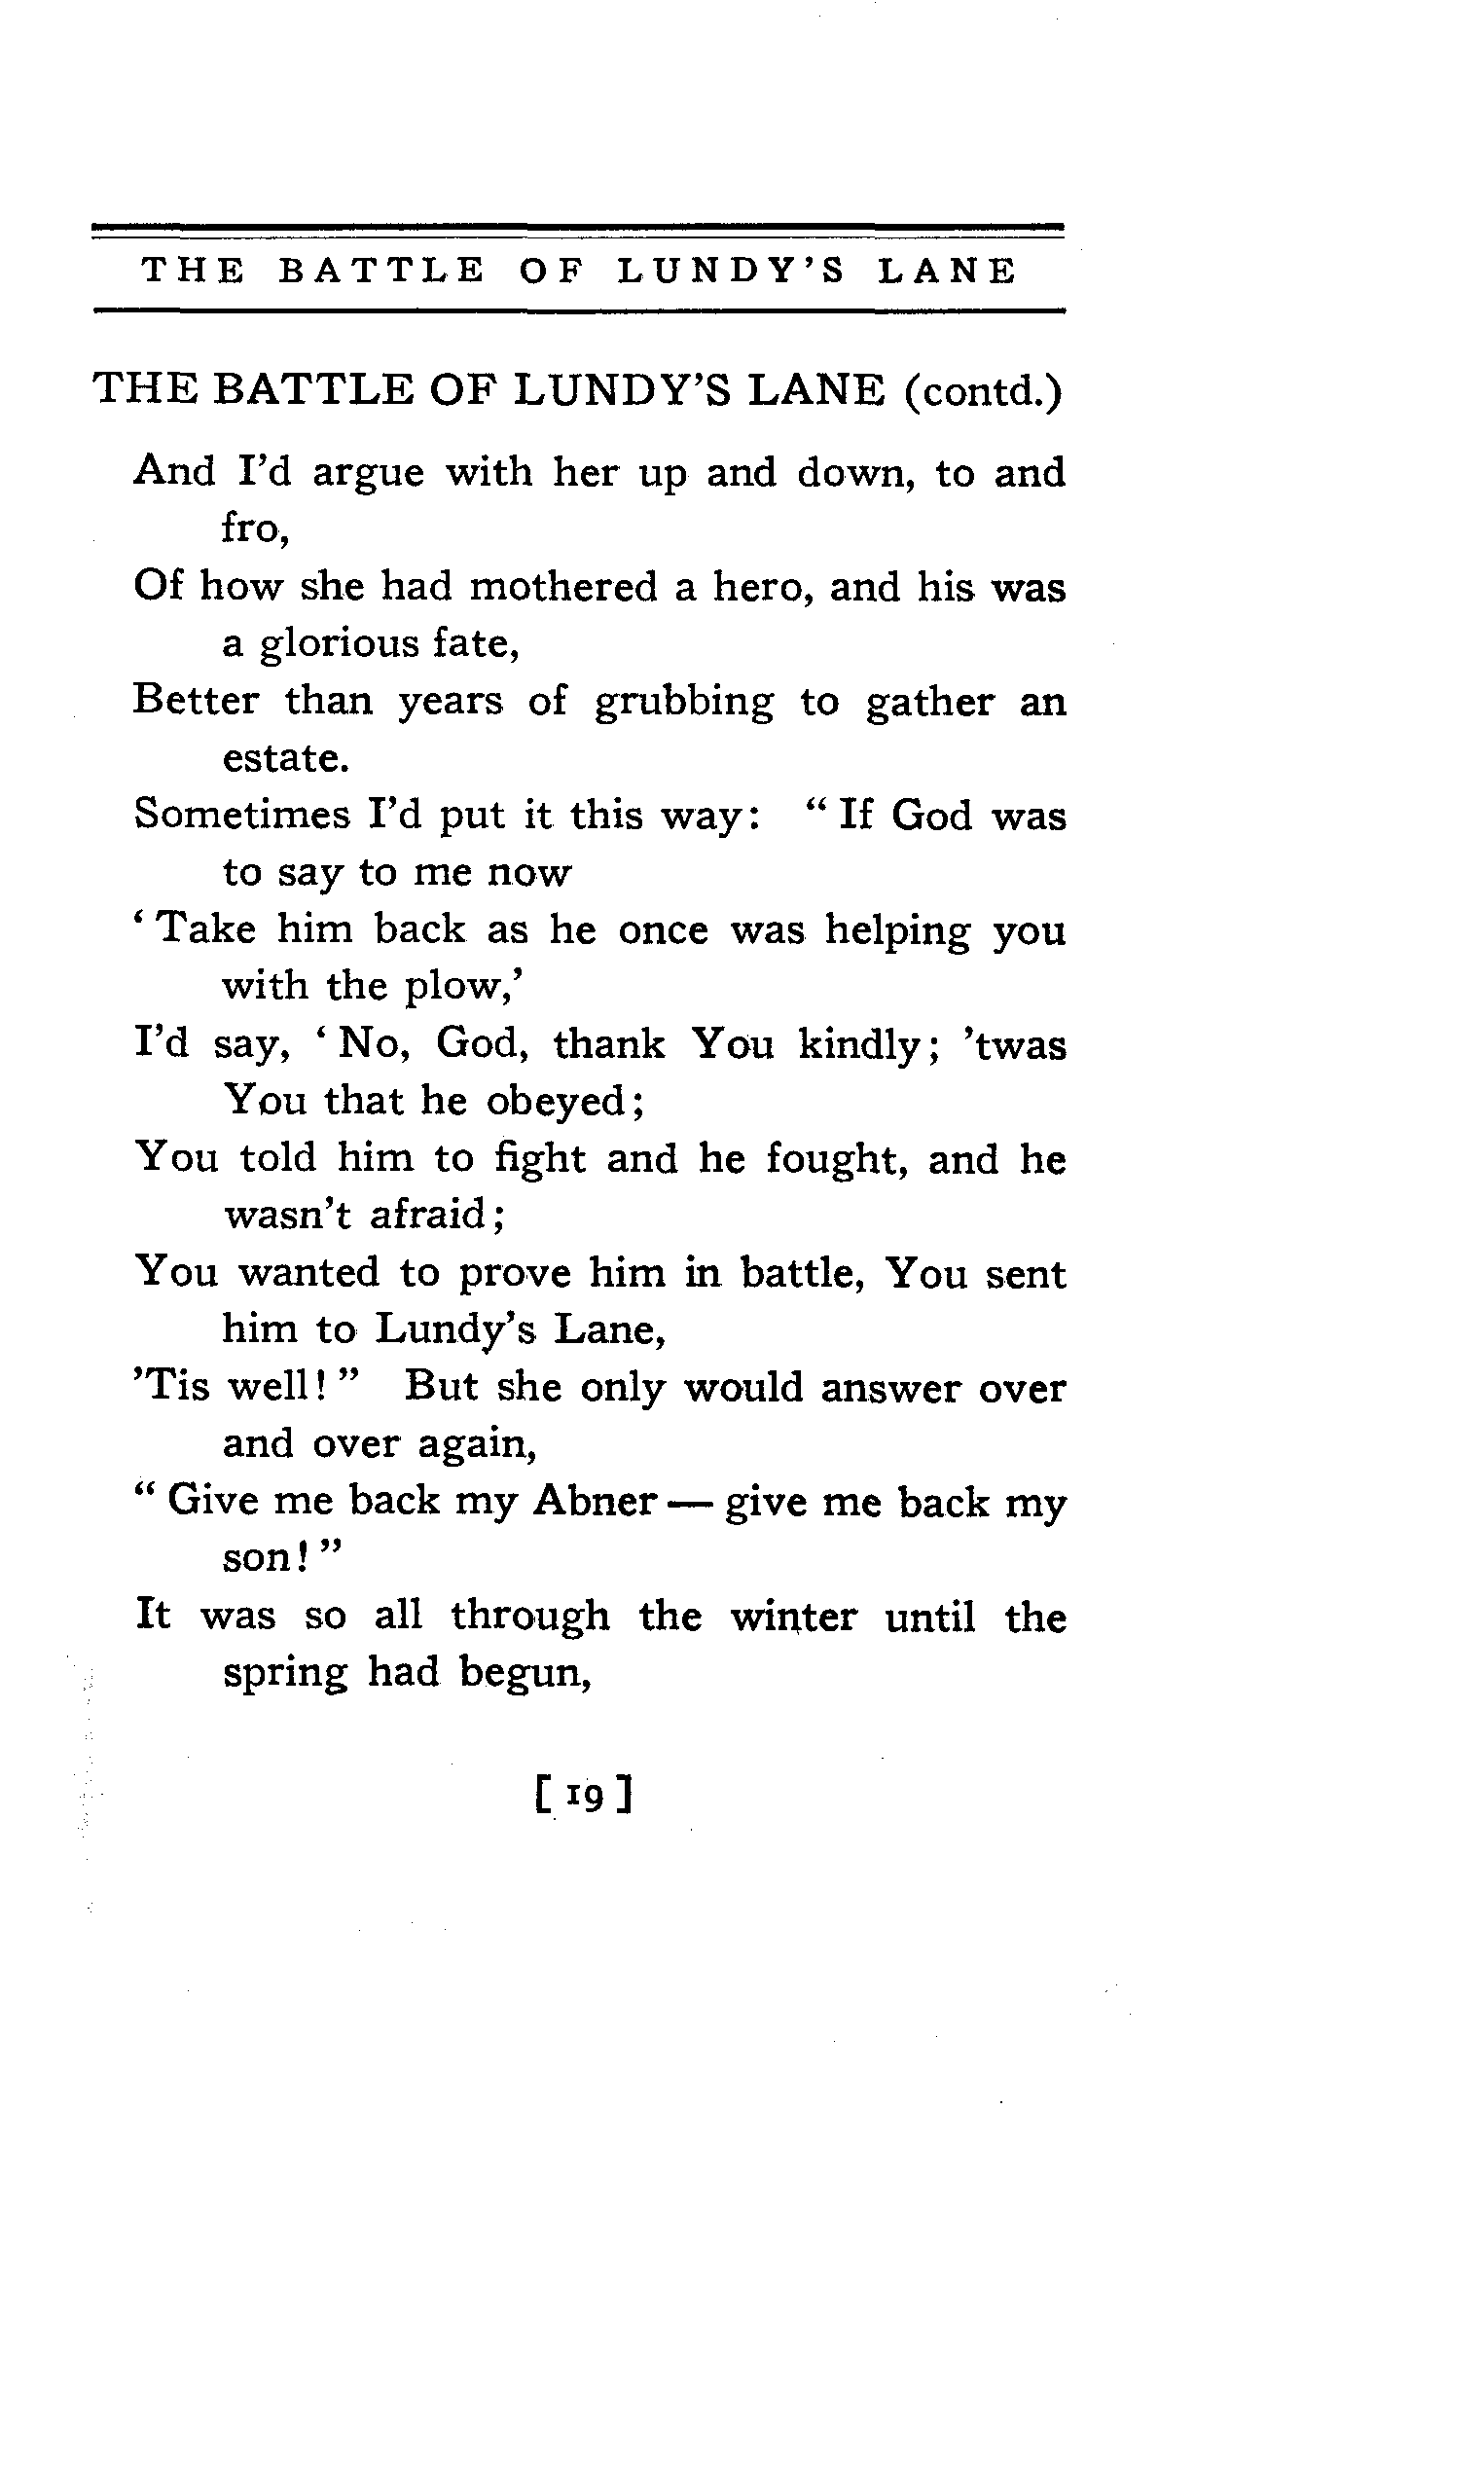 THE BATTLE OF LUNDY'S LANE
THE BATTLE OF LUNDY'S LANE (contd.)
And I'd argue with her up and down, to and
fro,
Of how she had mothered a hero, and his was
a glorious fate,
Better than years of grubbing to gather an
estate.
Sometimes I'd put it this way: “ If God was
to say to me now
‘ Take him back as he once was helping you
with the plow,’
I'd say, ‘ No, God, thank You kindly; ’twas
You that he obeyed;
You told him to fight and he fought, and he
wasn't afraid;
You wanted to prove him in battle, You sent
him to Lundy's Lane,
’Tis well! ” But she only would answer over
and over again,
“ Give me back my Abner — give me back my
son! ”
It was so all through the winter until the
spring had begun,
[ 19 ]